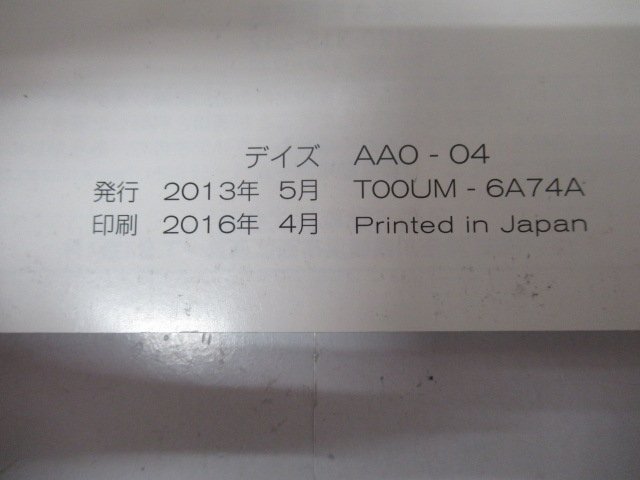 デイズ AA0 - 04
発行 2013年 5月 T00UM - 6A74A
印刷 2016年 4月 Printed in Japan